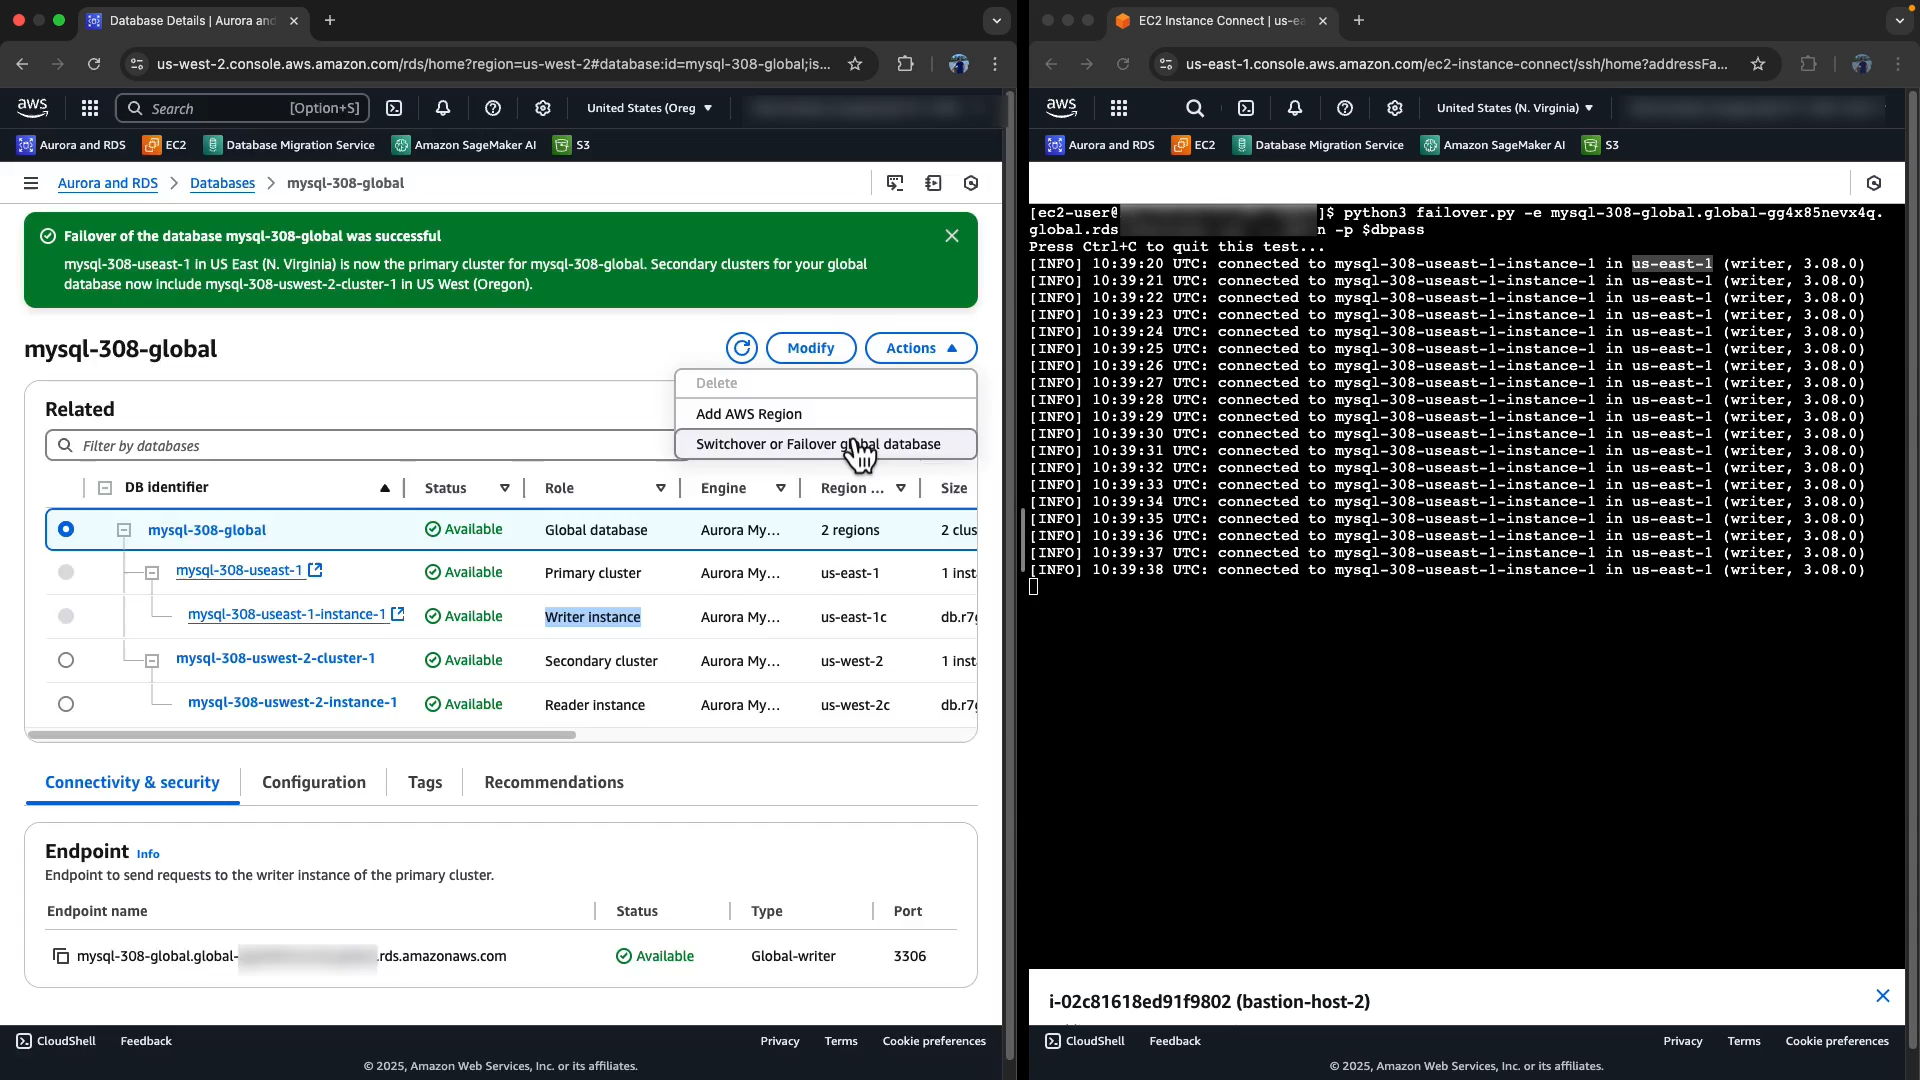 Database Details | Aurora and
us-west-2.console.aws.amazon.com/rds/home?region=us-west-2#database:id=mysql-308-global;is...
aws
Search [Option+S]
United States (Oreg
Aurora and RDS
EC2
Database Migration Service
Amazon SageMaker AI
S3
Aurora and RDS > Databases > mysql-308-global
Failover of the database mysql-308-global was successful
mysql-308-useast-1 in US East (N. Virginia) is now the primary cluster for mysql-308-global. Secondary clusters for your global
database now include mysql-308-uswest-2-cluster-1 in US West (Oregon).
mysql-308-global
Modify
Actions
Delete
Add AWS Region
Switchover or Failover global database
Related
Filter by databases
DB identifier Status Role Engine Region ... Size
mysql-308-global Available Global database Aurora My... 2 regions 2 clus
mysql-308-useast-1 Available Primary cluster Aurora My... us-east-1 1 inst
mysql-308-useast-1-instance-1 Available Writer instance Aurora My... us-east-1c db.r7g
mysql-308-uswest-2-cluster-1 Available Secondary cluster Aurora My... us-west-2 1 inst
mysql-308-uswest-2-instance-1 Available Reader instance Aurora My... us-west-2c db.r7g
Connectivity & security
Configuration
Tags
Recommendations
Endpoint Info
Endpoint to send requests to the writer instance of the primary cluster.
Endpoint name Status Type Port
mysql-308-global.global- .rds.amazonaws.com Available Global-writer 3306
CloudShell Feedback Privacy Terms Cookie preferences
© 2025, Amazon Web Services, Inc. or its affiliates.
EC2 Instance Connect | us-ea
us-east-1.console.aws.amazon.com/ec2-instance-connect/ssh/home?addressFa...
aws
United States (N. Virginia)
Aurora and RDS
EC2
Database Migration Service
Amazon SageMaker AI
S3
[ec2-user@ ]$ python3 failover.py -e mysql-308-global.global-gg4x85nevx4q.
global.rds n -p $dbpass
Press Ctrl+C to quit this test...
[INFO] 10:39:20 UTC: connected to mysql-308-useast-1-instance-1 in us-east-1 (writer, 3.08.0)
[INFO] 10:39:21 UTC: connected to mysql-308-useast-1-instance-1 in us-east-1 (writer, 3.08.0)
[INFO] 10:39:22 UTC: connected to mysql-308-useast-1-instance-1 in us-east-1 (writer, 3.08.0)
[INFO] 10:39:23 UTC: connected to mysql-308-useast-1-instance-1 in us-east-1 (writer, 3.08.0)
[INFO] 10:39:24 UTC: connected to mysql-308-useast-1-instance-1 in us-east-1 (writer, 3.08.0)
[INFO] 10:39:25 UTC: connected to mysql-308-useast-1-instance-1 in us-east-1 (writer, 3.08.0)
[INFO] 10:39:26 UTC: connected to mysql-308-useast-1-instance-1 in us-east-1 (writer, 3.08.0)
[INFO] 10:39:27 UTC: connected to mysql-308-useast-1-instance-1 in us-east-1 (writer, 3.08.0)
[INFO] 10:39:28 UTC: connected to mysql-308-useast-1-instance-1 in us-east-1 (writer, 3.08.0)
[INFO] 10:39:29 UTC: connected to mysql-308-useast-1-instance-1 in us-east-1 (writer, 3.08.0)
[INFO] 10:39:30 UTC: connected to mysql-308-useast-1-instance-1 in us-east-1 (writer, 3.08.0)
[INFO] 10:39:31 UTC: connected to mysql-308-useast-1-instance-1 in us-east-1 (writer, 3.08.0)
[INFO] 10:39:32 UTC: connected to mysql-308-useast-1-instance-1 in us-east-1 (writer, 3.08.0)
[INFO] 10:39:33 UTC: connected to mysql-308-useast-1-instance-1 in us-east-1 (writer, 3.08.0)
[INFO] 10:39:34 UTC: connected to mysql-308-useast-1-instance-1 in us-east-1 (writer, 3.08.0)
[INFO] 10:39:35 UTC: connected to mysql-308-useast-1-instance-1 in us-east-1 (writer, 3.08.0)
[INFO] 10:39:36 UTC: connected to mysql-308-useast-1-instance-1 in us-east-1 (writer, 3.08.0)
[INFO] 10:39:37 UTC: connected to mysql-308-useast-1-instance-1 in us-east-1 (writer, 3.08.0)
[INFO] 10:39:38 UTC: connected to mysql-308-useast-1-instance-1 in us-east-1 (writer, 3.08.0)
i-02c81618ed91f9802 (bastion-host-2)
CloudShell Feedback Privacy Terms Cookie preferences
© 2025, Amazon Web Services, Inc. or its affiliates.